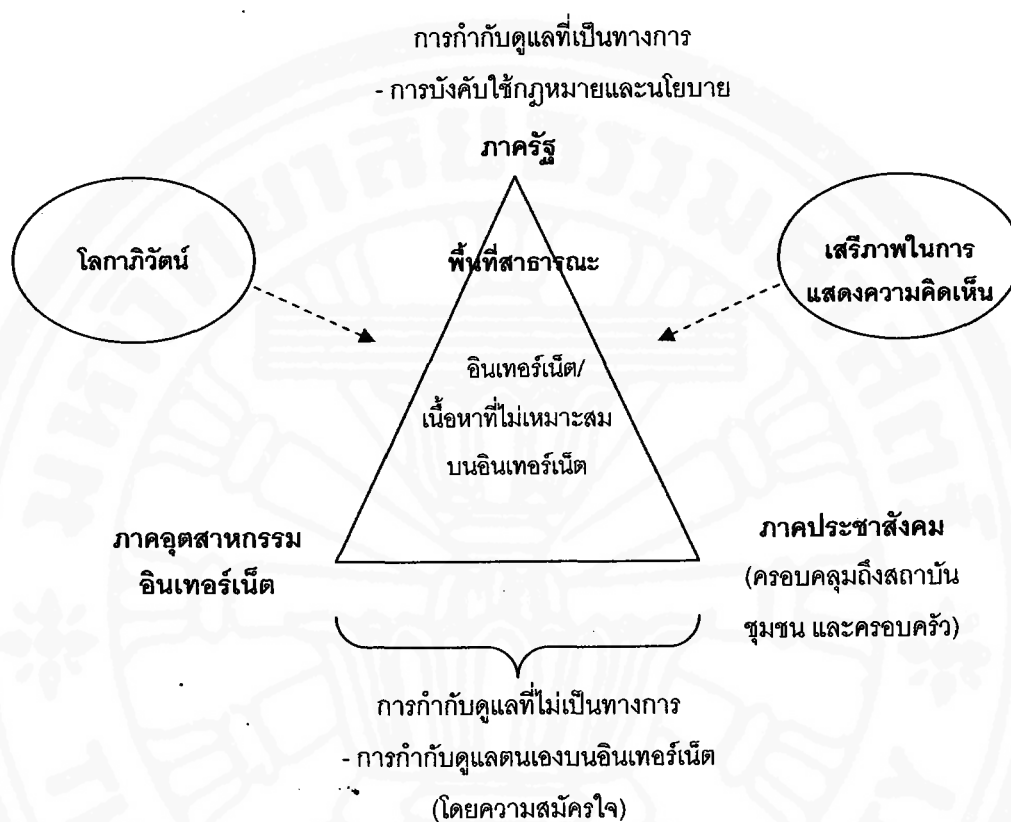 การกำกับดูแลที่เป็นทางการ
- การบังคับใช้กฎหมายและนโยบาย
ภาครัฐ
โลกาภิวัตน์
พื้นที่สาธารณะ
เสรีภาพในการ
แสดงความคิดเห็น
อินเทอร์เน็ต/
เนื้อหาที่ไม่เหมาะสม
บนอินเทอร์เน็ต
ภาคอุตสาหกรรม
อินเทอร์เน็ต
ภาคประชาสังคม
(ครอบคลุมถึงสถาบัน
ชุมชน และครอบครัว)
การกำกับดูแลที่ไม่เป็นทางการ
- การกำกับดูแลตนเองบนอินเทอร์เน็ต
(โดยความสมัครใจ)